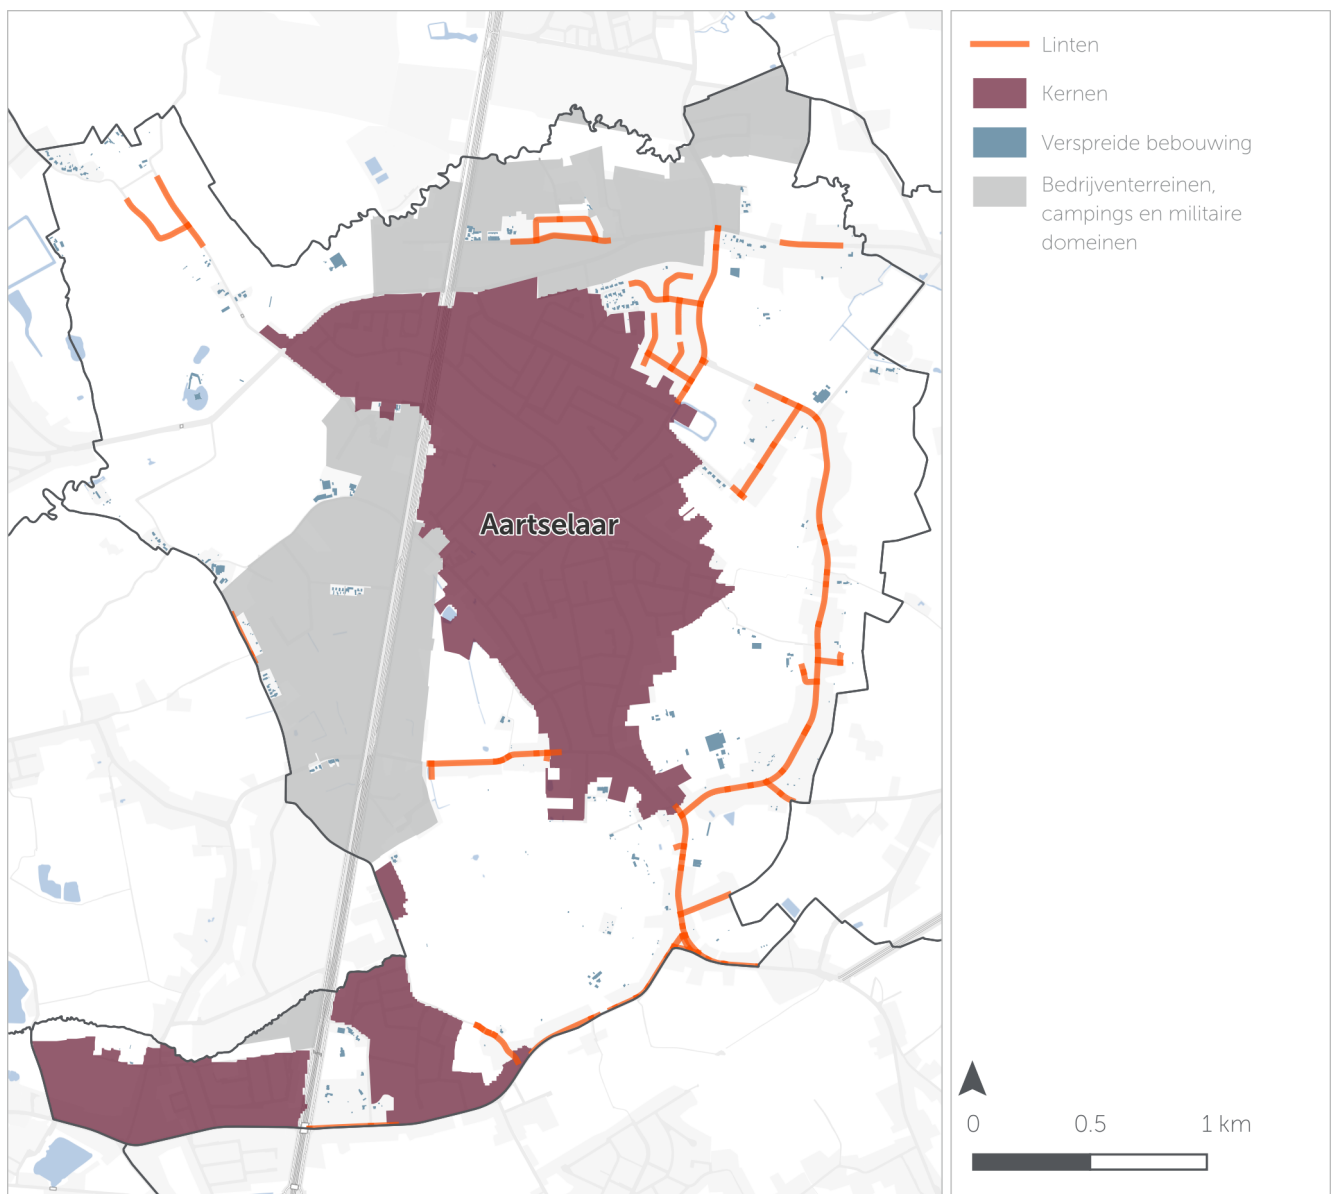 Linten
Kernen
Verspreide bebouwing
Bedrijventerreinen,
campings en militaire
domeinen
Aartselaar
0 0.5 1 km